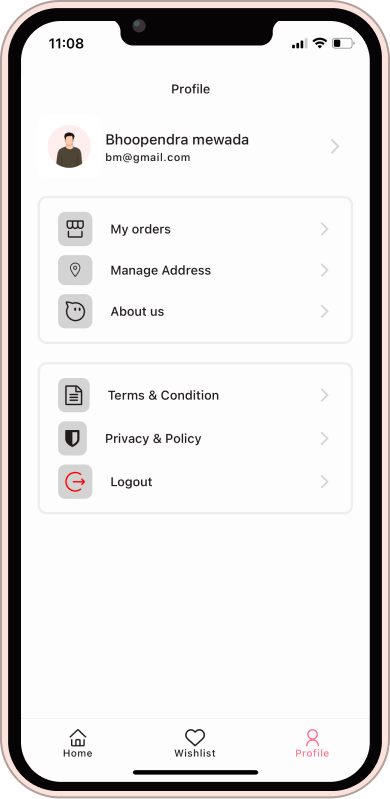 11:08
Profile
Bhoopendra mewada
bm@gmail.com
My orders
Manage Address
About us
Terms & Condition
Privacy & Policy
Logout
Home
Wishlist
Profile